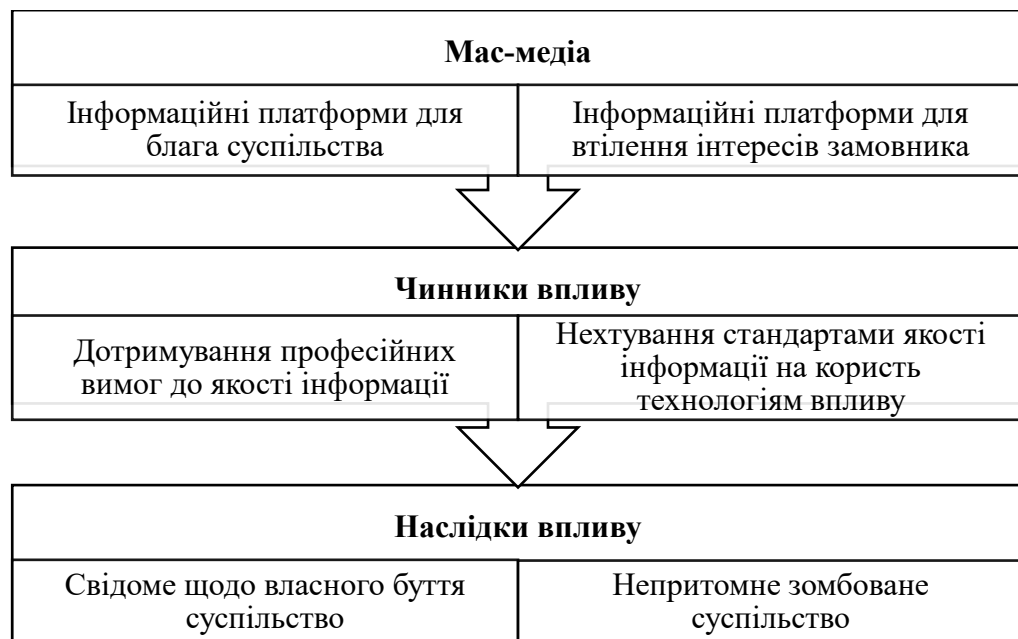 Мас-медіа
Інформаційні платформи для
блага суспільства
Інформаційні платформи для
втілення інтересів замовника
Чинники впливу
Дотримування професійних
вимог до якості інформації
Нехтування стандартами якості
інформації на користь
технологіям впливу
Наслідки впливу
Свідоме щодо власного буття
суспільство
Непритомне зомбоване
суспільство